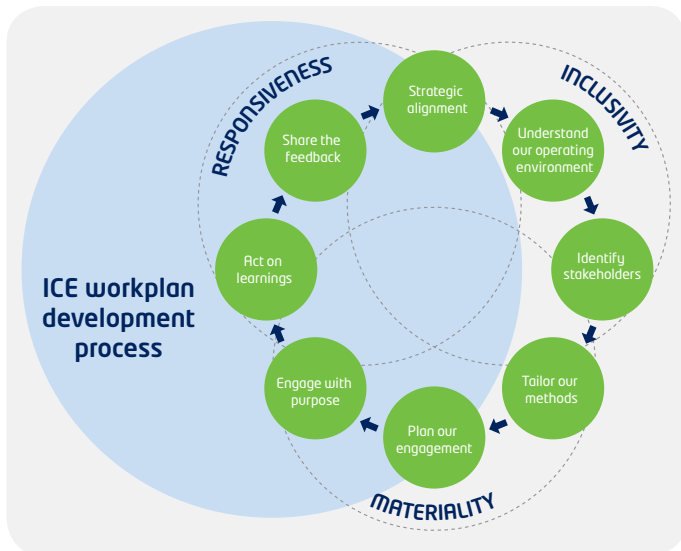 RESPONSIVENESS
INCLUSIVITY
Strategic
alignment
Understand
our operating
environment
Identify
stakeholders
Tailor our
methods
Plan our
engagement
Engage with
purpose
Act on
learnings
Share the
feedback
ICE workplan
development
process
MATERIALITY